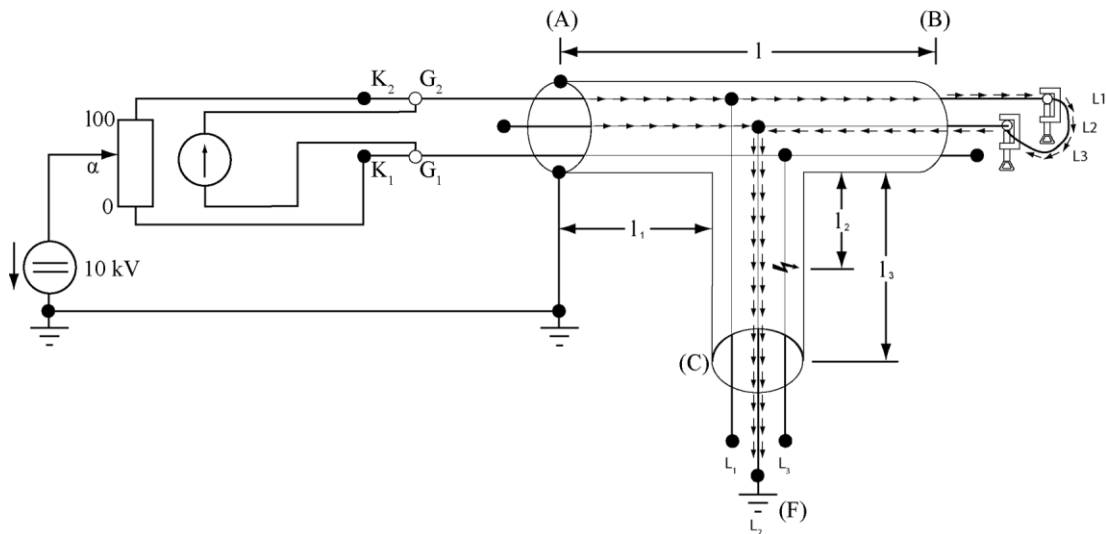 (A)
(B)
l
K₂
G₂
100
α
0
K₁
G₁
L1
L2
L3
10 kV
l₁
l₂
l₃
(C)
L₁
L₃
(F)
L₂